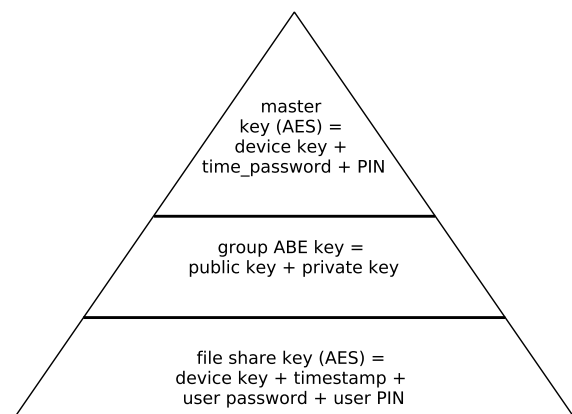 master
key (AES) =
device key +
time_password + PIN
group ABE key =
public key + private key
file share key (AES) =
device key + timestamp +
user password + user PIN